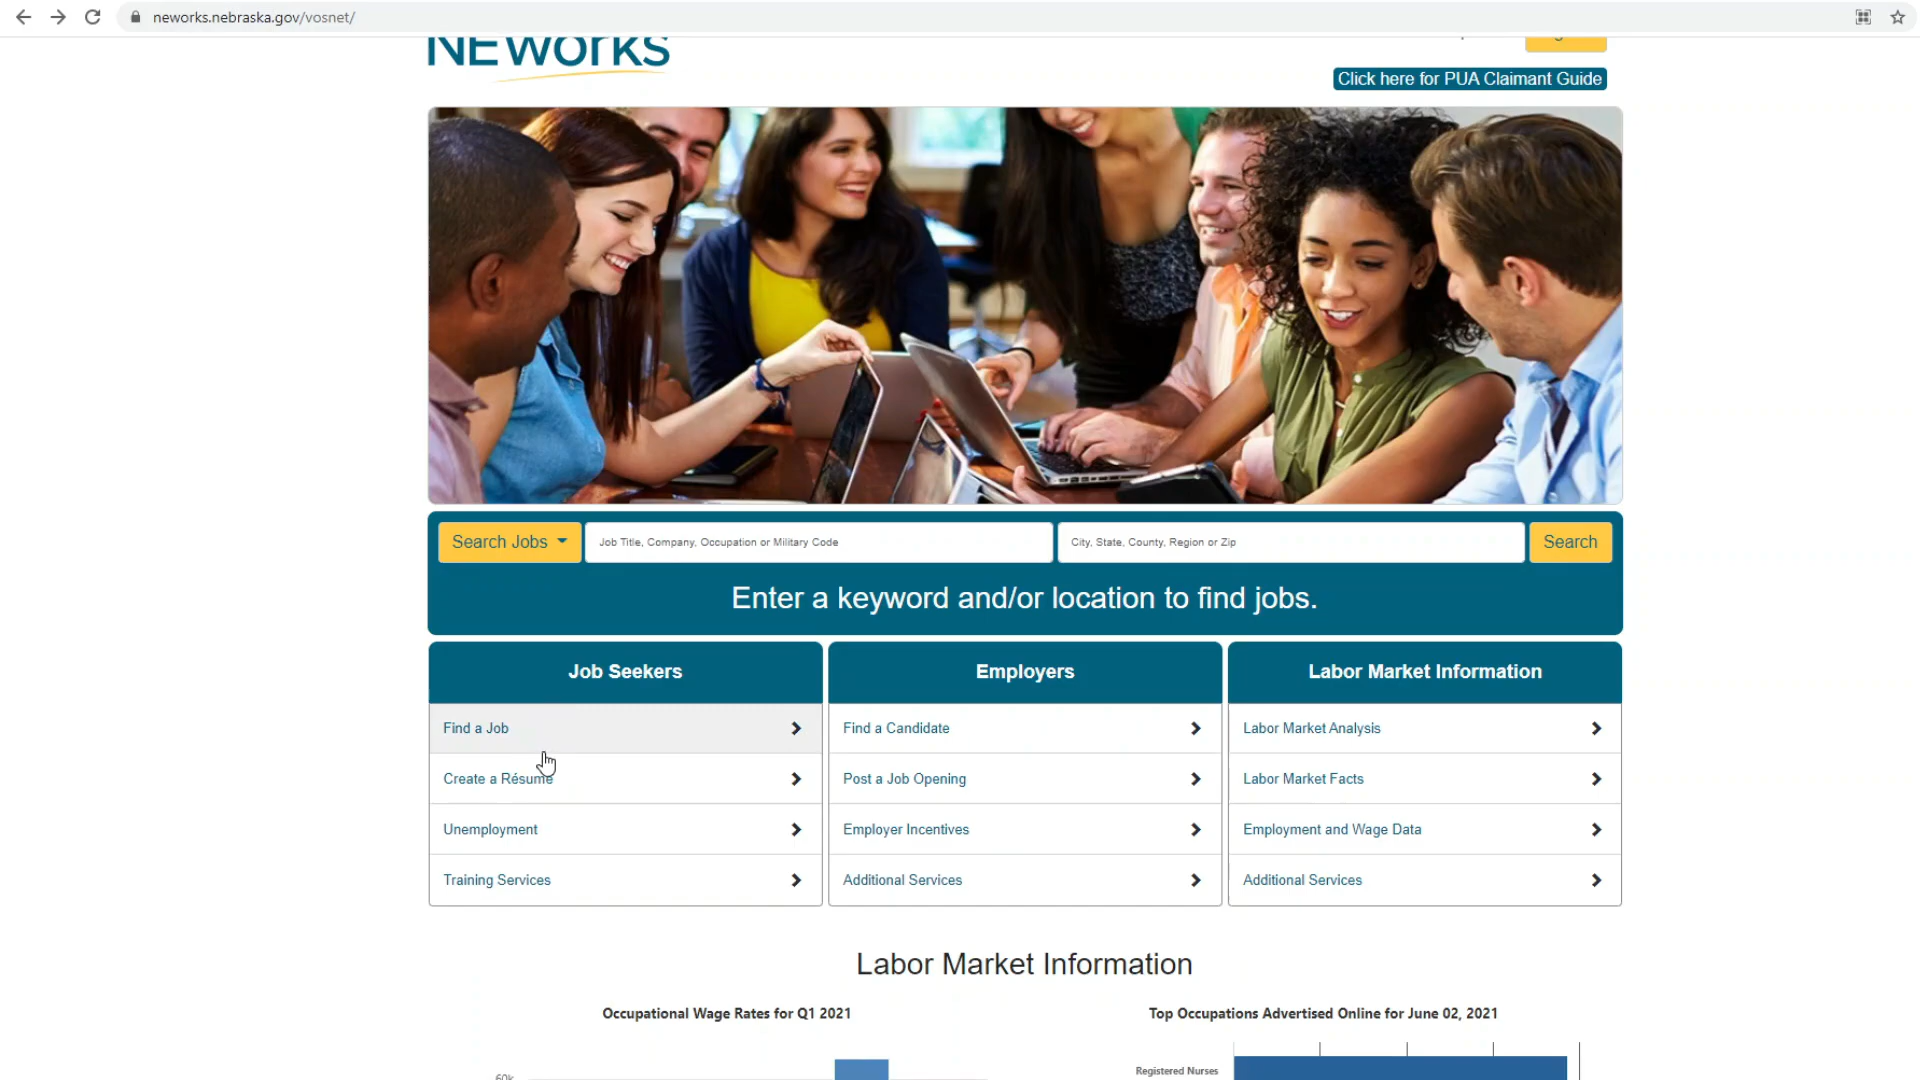 neworks.nebraska.gov/vosnet/
NEworks
Click here for PUA Claimant Guide
Search Jobs
Job Title, Company, Occupation or Military Code
City, State, County, Region or Zip
Search
Enter a keyword and/or location to find jobs.
Job Seekers
Find a Job
Create a Résumé
Unemployment
Training Services
Employers
Find a Candidate
Post a Job Opening
Employer Incentives
Additional Services
Labor Market Information
Labor Market Analysis
Labor Market Facts
Employment and Wage Data
Additional Services
Labor Market Information
Occupational Wage Rates for Q1 2021
60k
Top Occupations Advertised Online for June 02, 2021
Registered Nurses